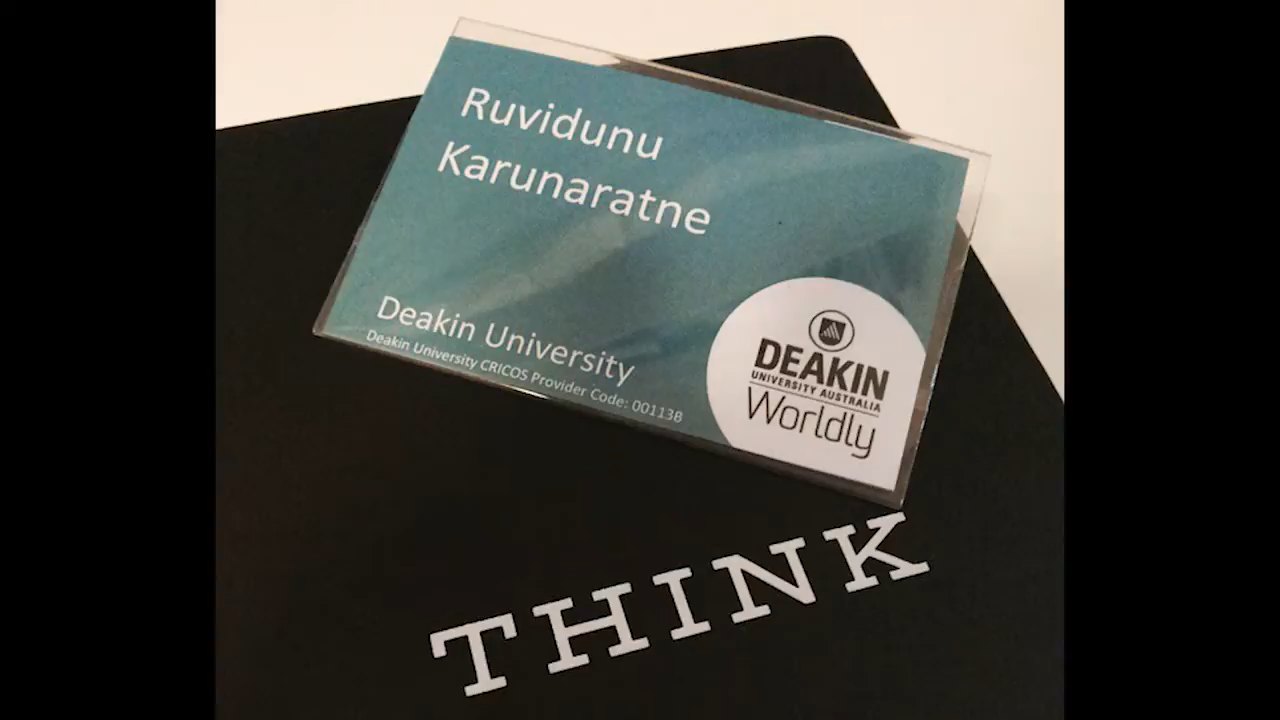 Ruvidunu
Karunaratne
Deakin University
Deakin University CRICOS Provider Code: 00113B
DEAKIN
UNIVERSITY AUSTRALIA
Worldly
THINK